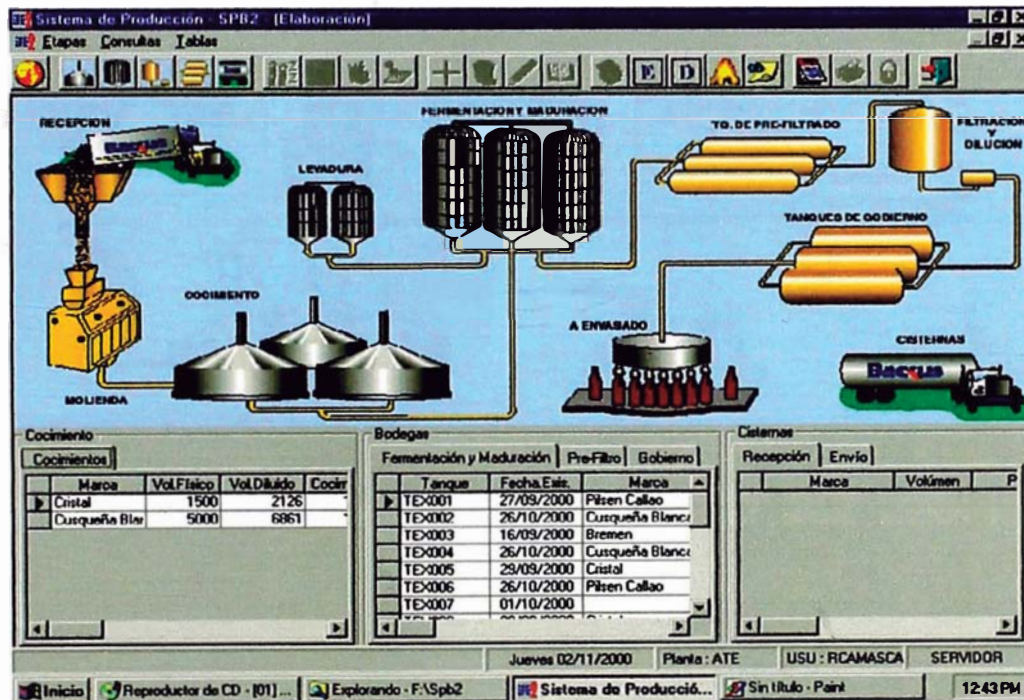 Sistema de Producción - SPB2 - [Elaboración]
Etapas Consultas Tablas
E D
RECEPCION
Backus
FERMENTACION Y MADURACION
LEVADURA
TQ. DE PRE-FILTRADO
FILTRACION
Y
DILUCION
TANQUES DE GOBIERNO
COCIMIENTO
A ENVASADO
CISTERNAS
Backus
MOLIENDA
Cocimiento
Cocimientos
Marca Vol.Físico Vol.Diluído Cocim
Cristal 1500 2126
Cusqueña Blar 5000 6861
Bodegas
Fermentación y Maduración Pre-Filtro Gobierno
Tanque Fecha.Exis. Marca
TEX001 27/09/2000 Pilsen Callao
TEX002 26/10/2000 Cusqueña Blanca
TEX003 16/09/2000 Bremen
TEX004 26/10/2000 Cusqueña Blanca
TEX005 29/09/2000 Cristal
TEX006 26/10/2000 Pilsen Callao
TEX007 01/10/2000
Cisternas
Recepción Envío
Marca Volúmen P
Jueves 02/11/2000 Planta : ATE USU : RCAMASCA SERVIDOR
Inicio Reproductor de CD - [01] ... Explorando - F:\Spb2 Sistema de Producció... Sin título - Paint 12:43 PM